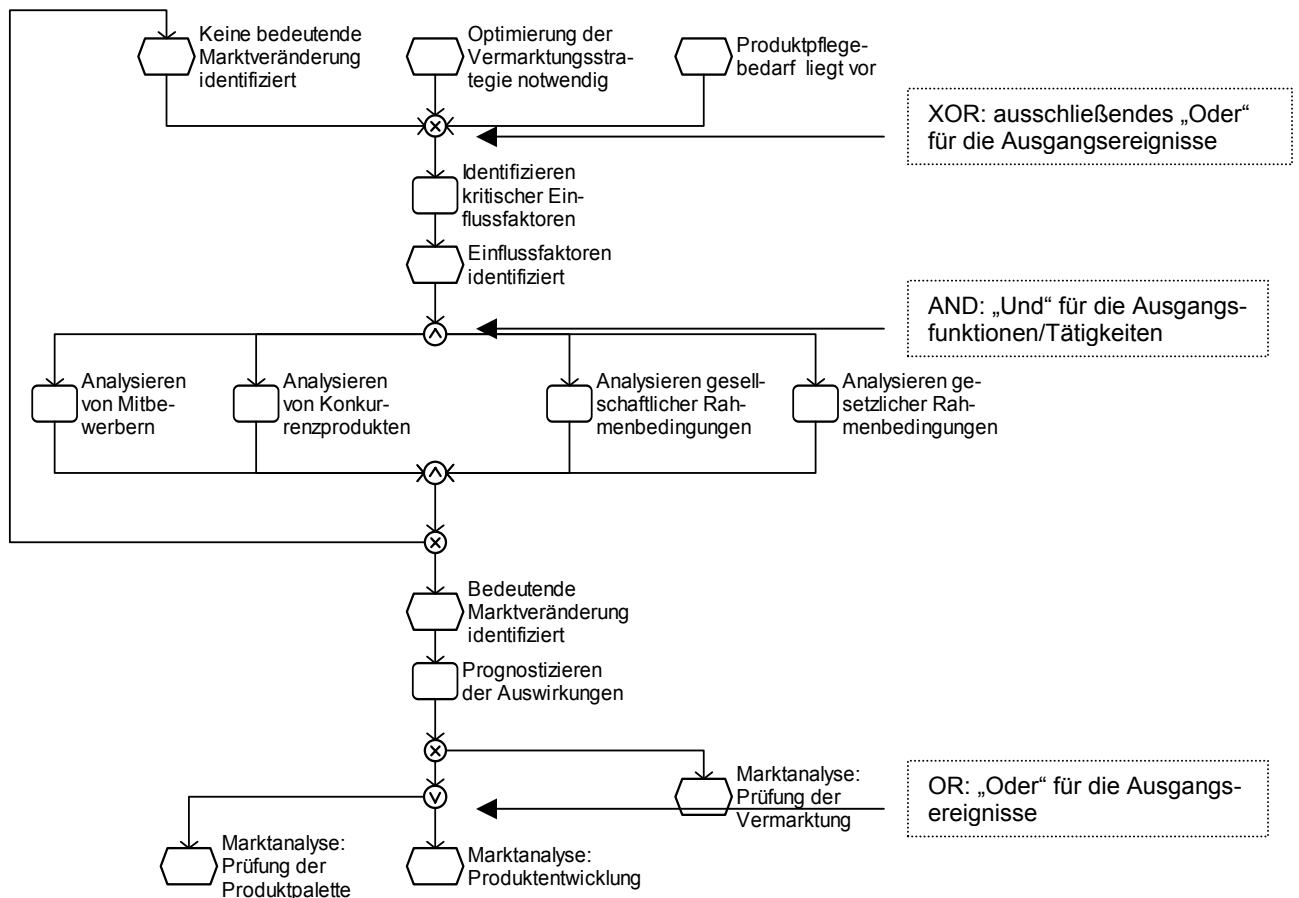 Keine bedeutende
Marktveränderung
identifiziert
Optimierung der
Vermarktungsstra-
tegie notwendig
Produktpflege-
bedarf liegt vor
XOR: ausschließendes „Oder“
für die Ausgangsereignisse
Identifizieren
kritischer Ein-
flussfaktoren
Einflussfaktoren
identifiziert
AND: „Und“ für die Ausgangs-
funktionen/Tätigkeiten
Analysieren
von Mitbe-
werbern
Analysieren
von Konkur-
renzprodukten
Analysieren gesell-
schaftlicher Rah-
menbedingungen
Analysieren ge-
setzlicher Rah-
menbedingungen
Bedeutende
Marktveränderung
identifiziert
Prognostizieren
der Auswirkungen
Marktanalyse:
Prüfung der
Vermarktung
OR: „Oder“ für die Ausgangs-
ereignisse
Marktanalyse:
Prüfung der
Produktpalette
Marktanalyse:
Produktentwicklung